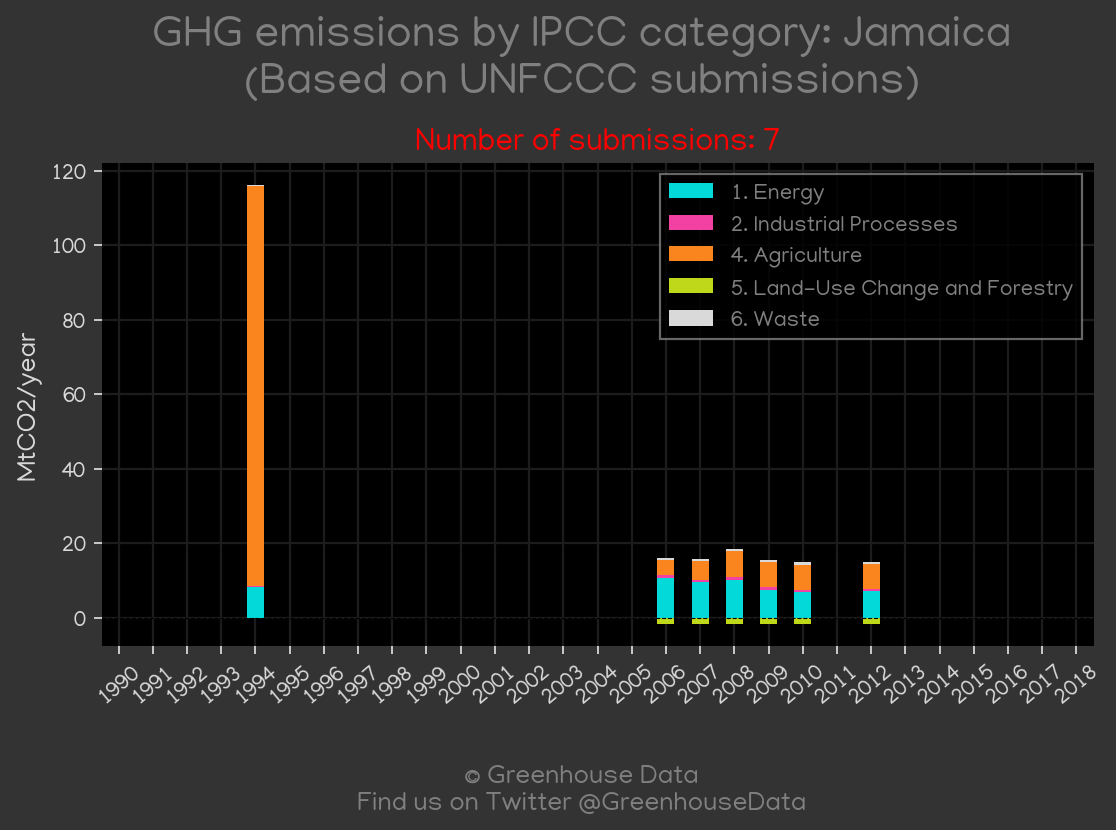 GHG emissions by IPCC category: Jamaica
(Based on UNFCCC submissions)
Number of submissions: 7
120
100
80
60
40
20
0
MtCO2/year
1. Energy
2. Industrial Processes
4. Agriculture
5. Land-Use Change and Forestry
6. Waste
1990 1991 1992 1993 1994 1995 1996 1997 1998 1999 2000 2001 2002 2003 2004 2005 2006 2007 2008 2009 2010 2011 2012 2013 2014 2015 2016 2017 2018
© Greenhouse Data
Find us on Twitter @GreenhouseData